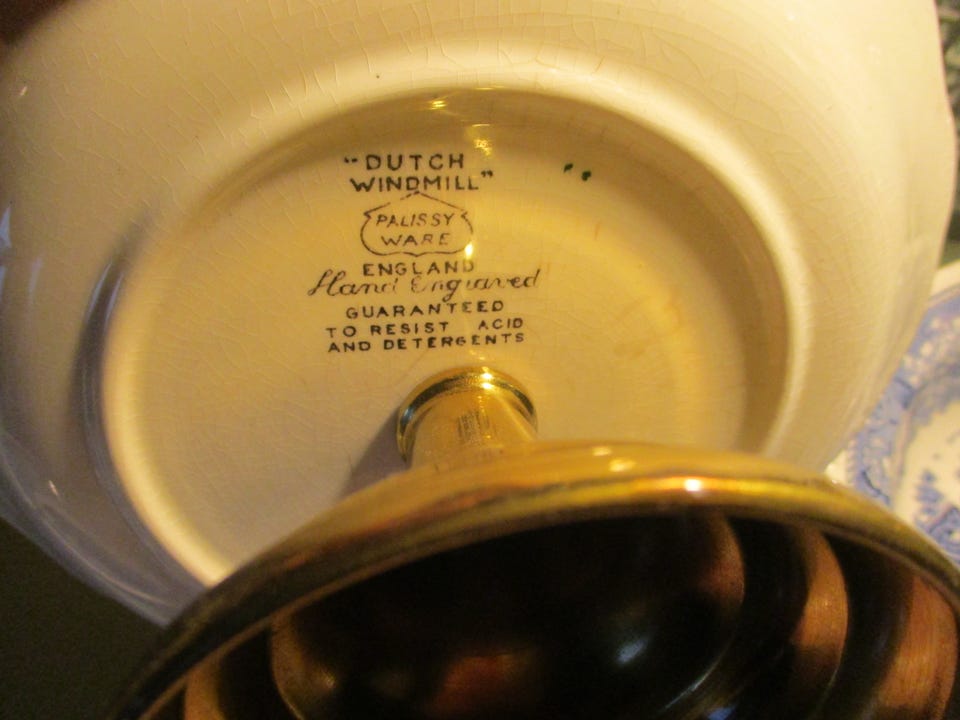 "DUTCH
WINDMILL"
PALISSY
WARE
ENGLAND
Hand Engraved
GUARANTEED
TO RESIST ACID
AND DETERGENTS